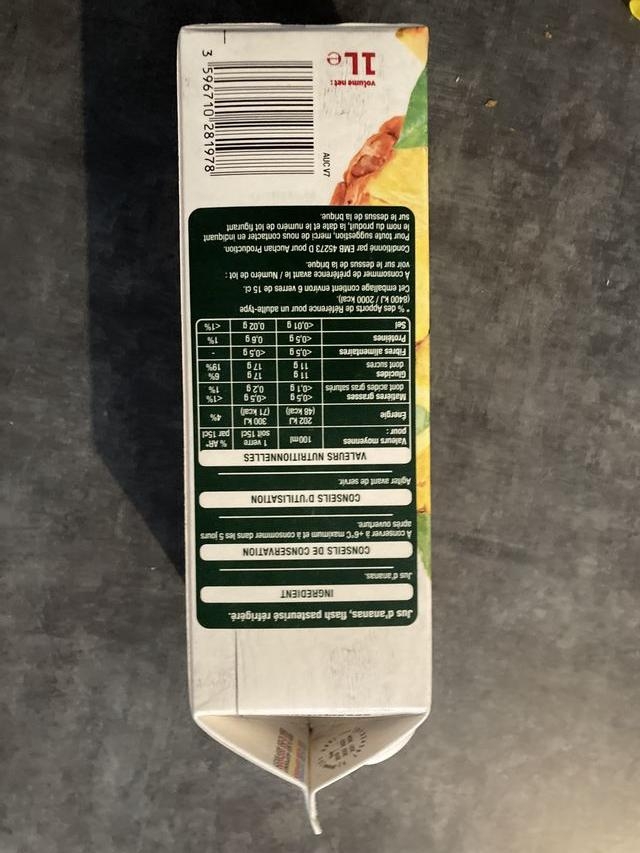 Jus d'ananas, flash pasteurisé réfrigéré.
INGREDIENT
Jus d'ananas.
CONSEILS DE CONSERVATION
A conserver à +6°C maximum et à consommer dans les 5 jours
après ouverture.
CONSEILS D'UTILISATION
Agiter avant de servir.
VALEURS NUTRITIONNELLES
Valeurs moyennes pour : 100ml 1 verre soit 15cl % AR* par 15cl
Énergie 202 kJ (48 kcal) 300 kJ (71 kcal) 4%
Matières grasses <0,5 g <0,5 g <1%
dont acides gras saturés <0,1 g 0,2 g 1%
Glucides 11 g 17 g 6%
dont sucres 11 g 17 g 19%
Fibres alimentaires <0,5 g <0,5 g -
Protéines <0,5 g 0,6 g 1%
Sel <0,01 g 0,02 g <1%
* % des Apports de Référence pour un adulte-type
(8400 kJ / 2000 kcal).
Cet emballage contient environ 6 verres de 15 cl.
A consommer de préférence avant le / Numéro de lot :
voir sur le dessus de la brique.
Conditionné par EMB 45273 D pour Auchan Production.
Pour toute suggestion, merci de nous contacter en indiquant
le nom du produit, la date et le numéro de lot figurant
sur le dessus de la brique.
AUC V7
volume net :
1L e
3 596710 281978